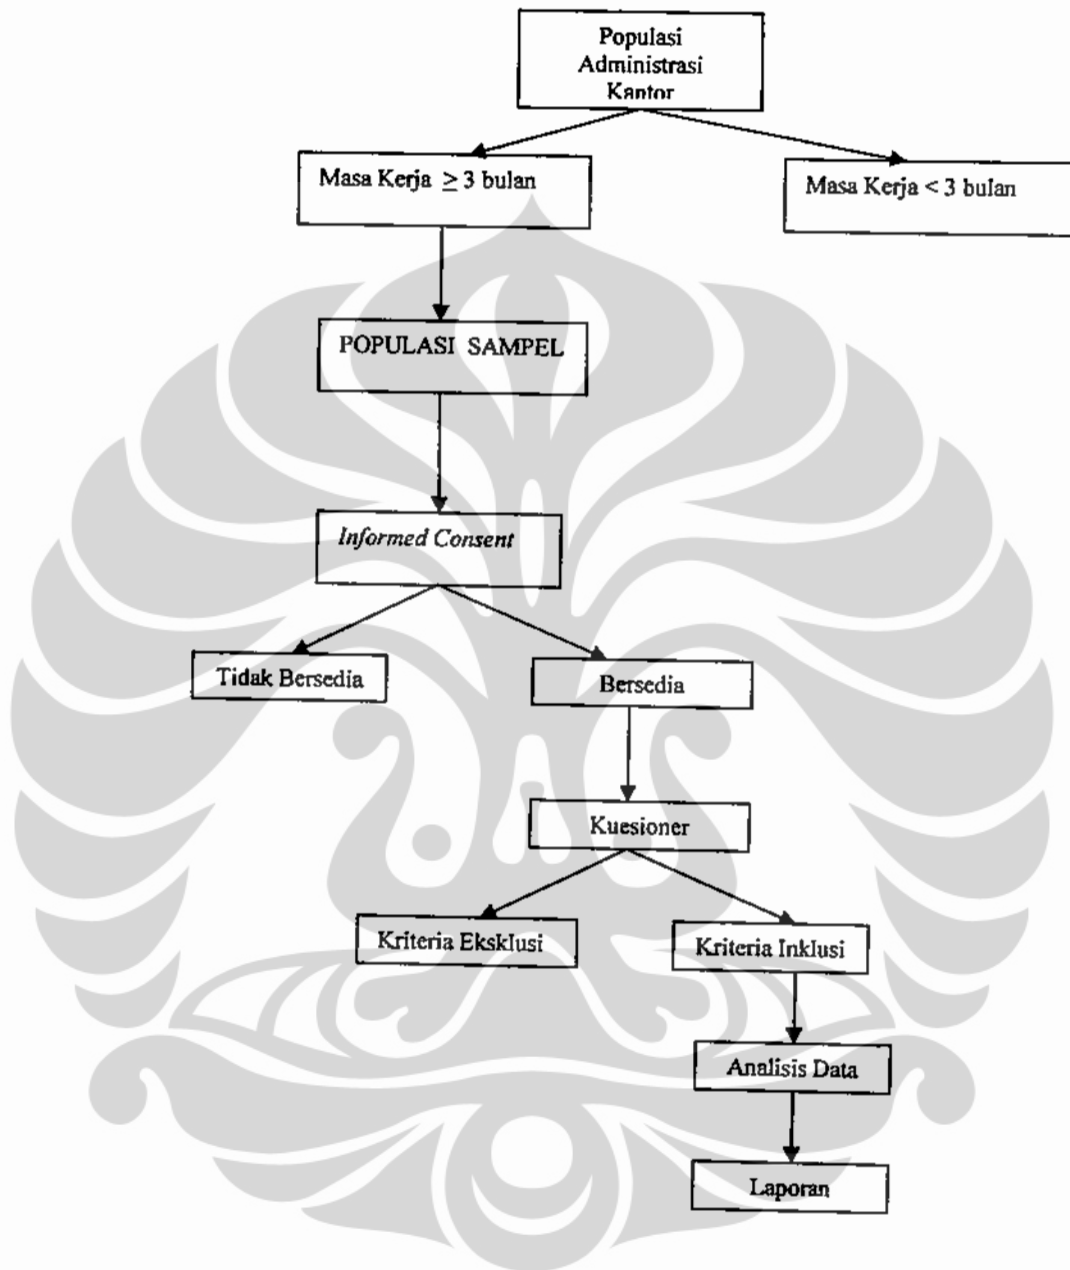 Populasi
Administrasi
Kantor
Masa Kerja ≥ 3 bulan
Masa Kerja < 3 bulan
POPULASI SAMPEL
Informed Consent
Tidak Bersedia
Bersedia
Kuesioner
Kriteria Eksklusi
Kriteria Inklusi
Analisis Data
Laporan